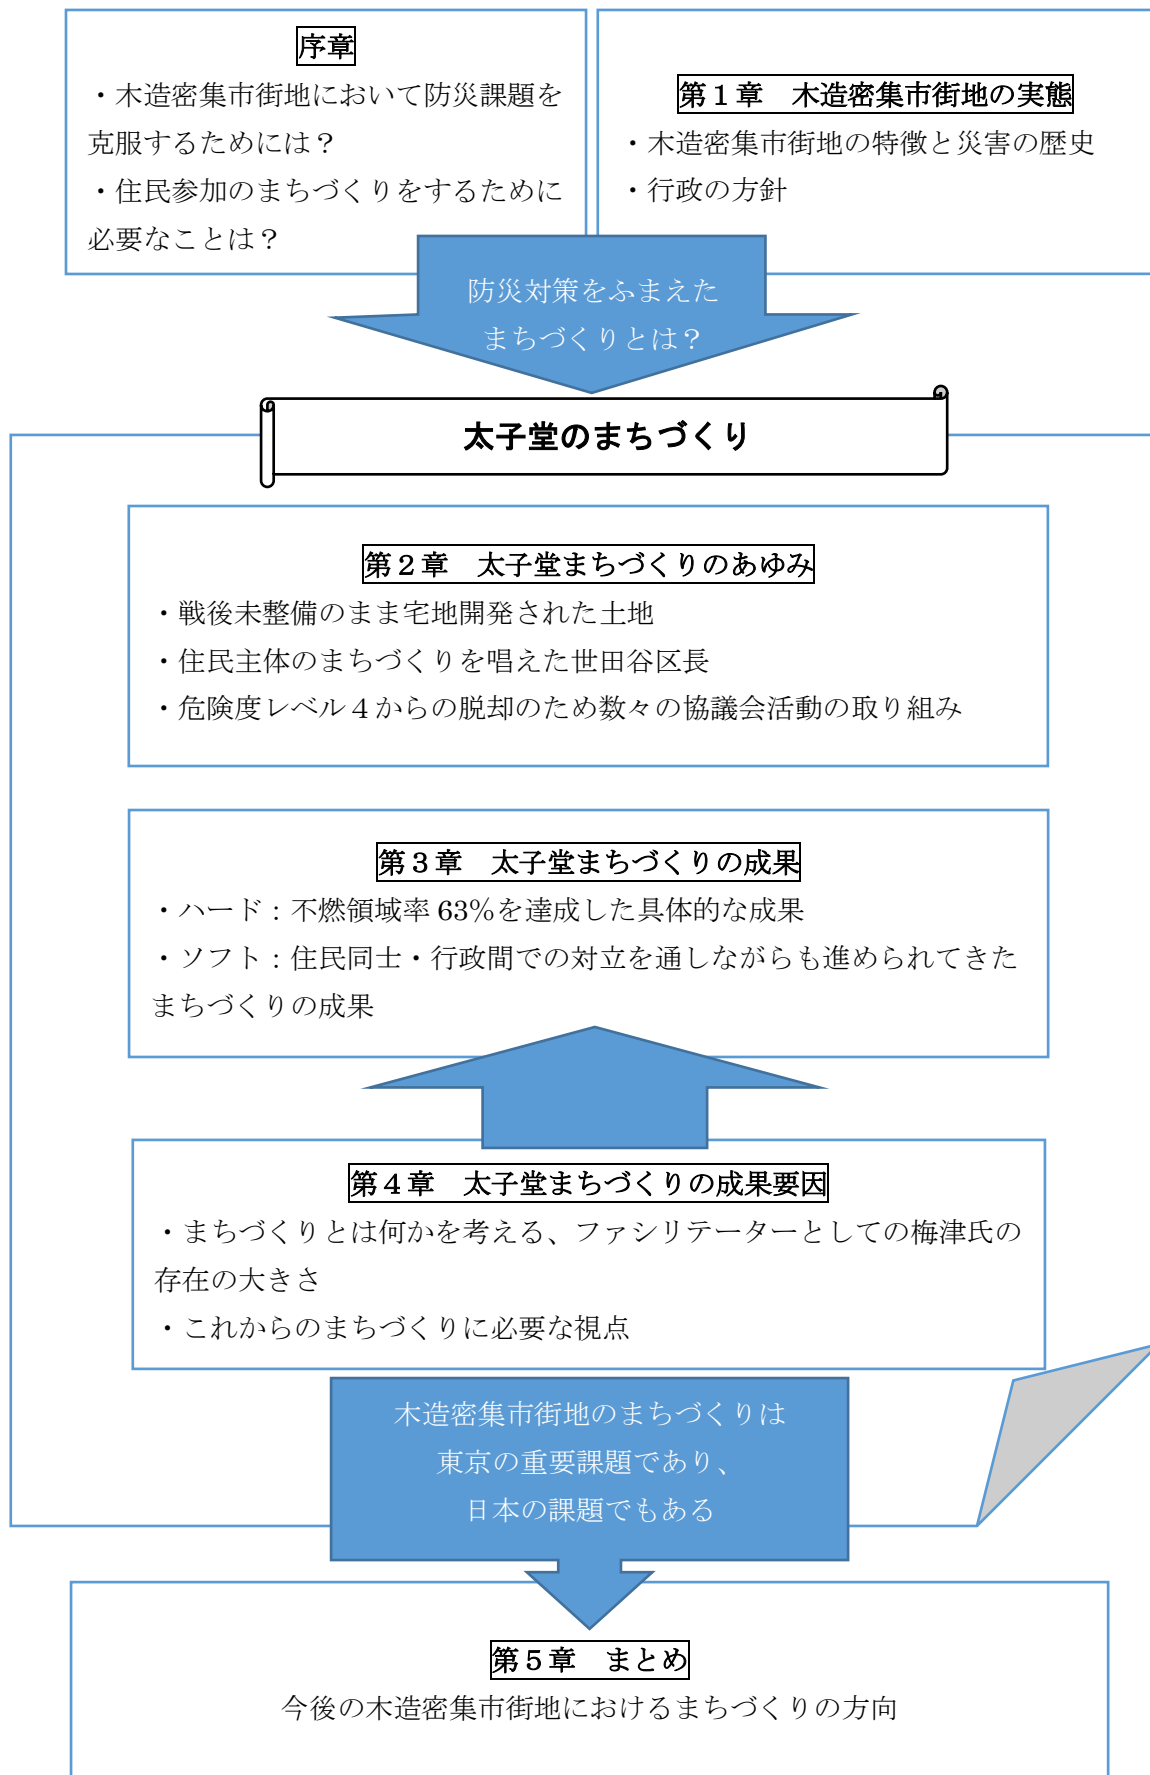 序章
・木造密集市街地において防災課題を
克服するためには？
・住民参加のまちづくりをするために
必要なことは？
第１章　木造密集市街地の実態
・木造密集市街地の特徴と災害の歴史
・行政の方針
防災対策をふまえた
まちづくりとは？
太子堂のまちづくり
第２章　太子堂まちづくりのあゆみ
・戦後未整備のまま宅地開発された土地
・住民主体のまちづくりを唱えた世田谷区長
・危険度レベル４からの脱却のため数々の協議会活動の取り組み
第３章　太子堂まちづくりの成果
・ハード：不燃領域率 63%を達成した具体的な成果
・ソフト：住民同士・行政間での対立を通しながらも進められてきた
まちづくりの成果
第４章　太子堂まちづくりの成果要因
・まちづくりとは何かを考える、ファシリテーターとしての梅津氏の
存在の大きさ
・これからのまちづくりに必要な視点
木造密集市街地のまちづくりは
東京の重要課題であり、
日本の課題でもある
第５章　まとめ
今後の木造密集市街地におけるまちづくりの方向